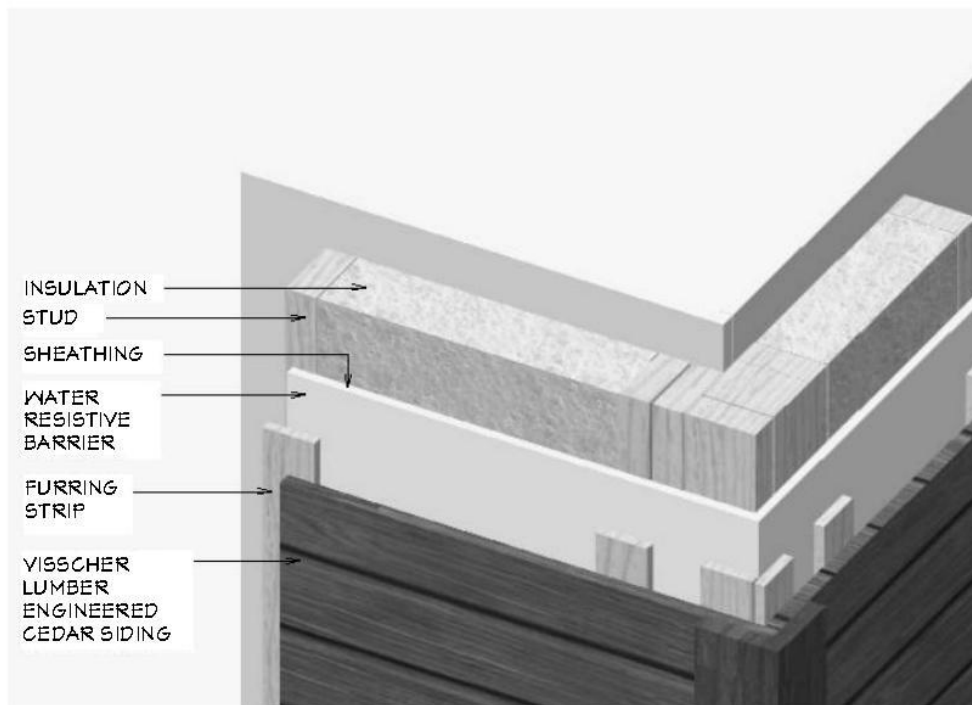 INSULATION
STUD
SHEATHING
WATER
RESISTIVE
BARRIER
FURRING
STRIP
VISSCHER
LUMBER
ENGINEERED
CEDAR SIDING